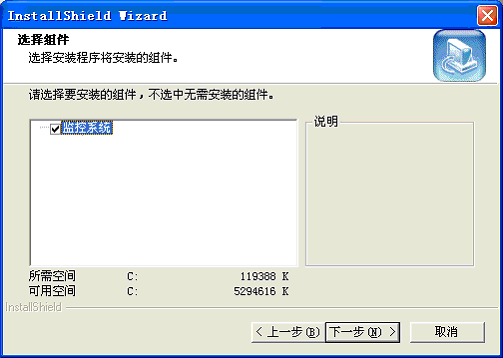 InstallShield Wizard
选择组件
选择安装程序将安装的组件。
请选择要安装的组件，不选中无需安装的组件。
监控系统
说明
所需空间 C: 119388 K
可用空间 C: 5294616 K
InstallShield
< 上一步(B) 下一步(N) > 取消